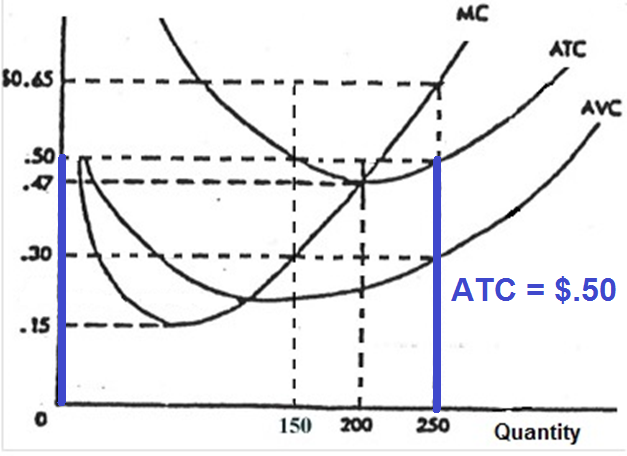 MC
ATC
$0.65
AVC
.50
.47
.30
ATC = $.50
.15
0
150 200 250
Quantity